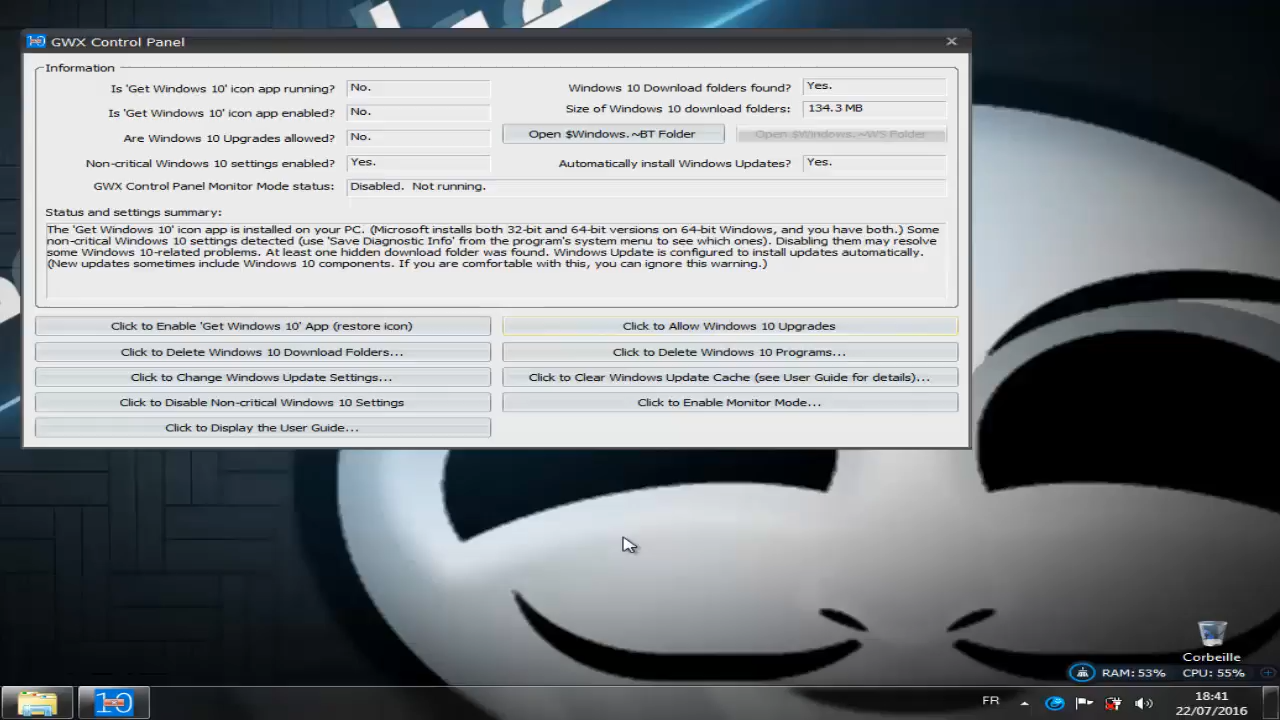 GWX Control Panel
Information
Is 'Get Windows 10' icon app running? No.
Windows 10 Download folders found? Yes.
Is 'Get Windows 10' icon app enabled? No.
Size of Windows 10 download folders: 134.3 MB
Are Windows 10 Upgrades allowed? No.
Open $Windows.~BT Folder
Open $Windows.~WS Folder
Non-critical Windows 10 settings enabled? Yes.
Automatically install Windows Updates? Yes.
GWX Control Panel Monitor Mode status: Disabled. Not running.
Status and settings summary:
The 'Get Windows 10' icon app is installed on your PC. (Microsoft installs both 32-bit and 64-bit versions on 64-bit Windows, and you have both.) Some
non-critical Windows 10 settings detected (use 'Save Diagnostic Info' from the program's system menu to see which ones). Disabling them may resolve
some Windows 10-related problems. At least one hidden download folder was found. Windows Update is configured to install updates automatically.
(New updates sometimes include Windows 10 components. If you are comfortable with this, you can ignore this warning.)
Click to Enable 'Get Windows 10' App (restore icon)
Click to Allow Windows 10 Upgrades
Click to Delete Windows 10 Download Folders...
Click to Delete Windows 10 Programs...
Click to Change Windows Update Settings...
Click to Clear Windows Update Cache (see User Guide for details)...
Click to Disable Non-critical Windows 10 Settings
Click to Enable Monitor Mode...
Click to Display the User Guide...
Corbeille
RAM: 53% CPU: 55%
FR
18:41
22/07/2016